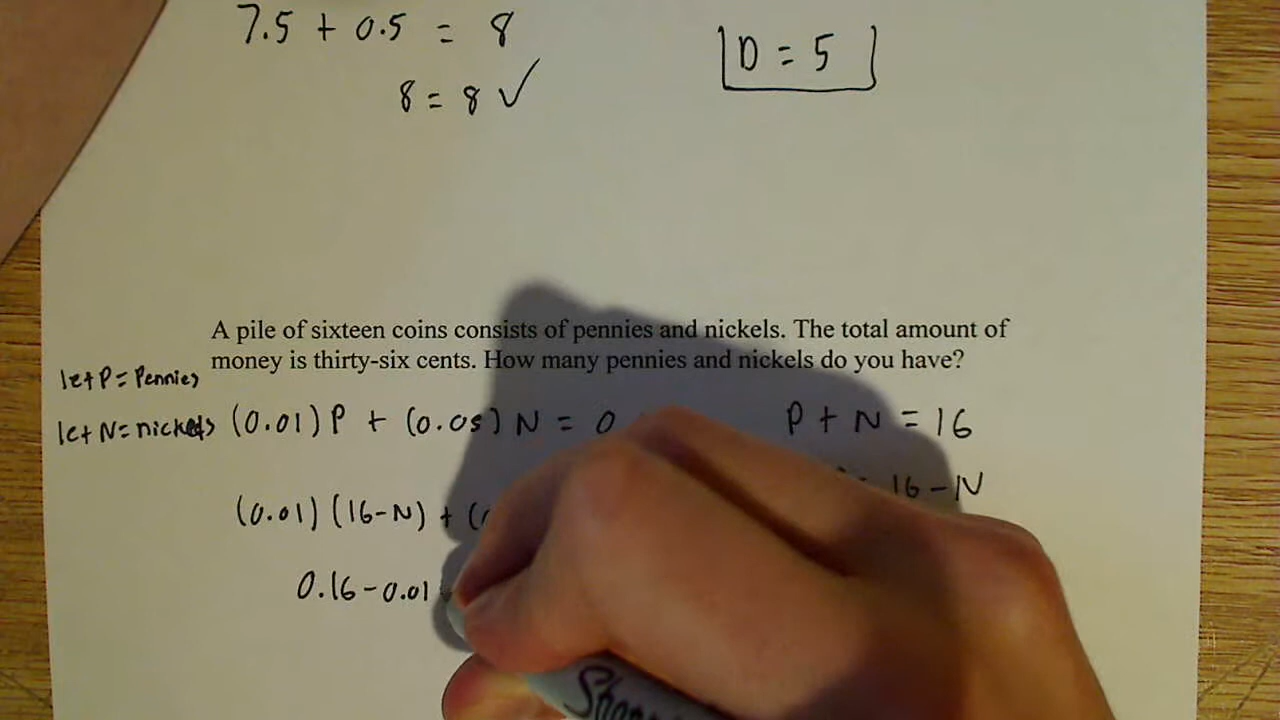 7.5 + 0.5 = 8
8 = 8 ✓
D = 5
A pile of sixteen coins consists of pennies and nickels. The total amount of
money is thirty-six cents. How many pennies and nickels do you have?
let P = Pennies
let N = nickels
(0.01) P + (0.05) N = 0
P + N = 16
= 16 - N
(0.01) (16-N) + (
0.16 - 0.01